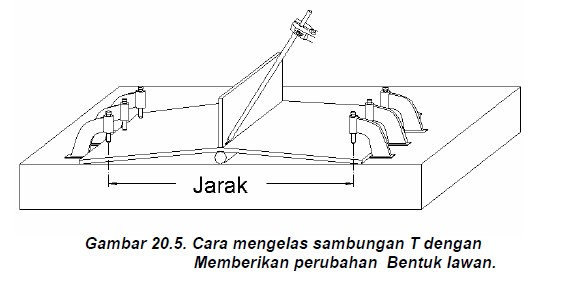 Jarak
Gambar 20.5. Cara mengelas sambungan T dengan
Memberikan perubahan Bentuk lawan.